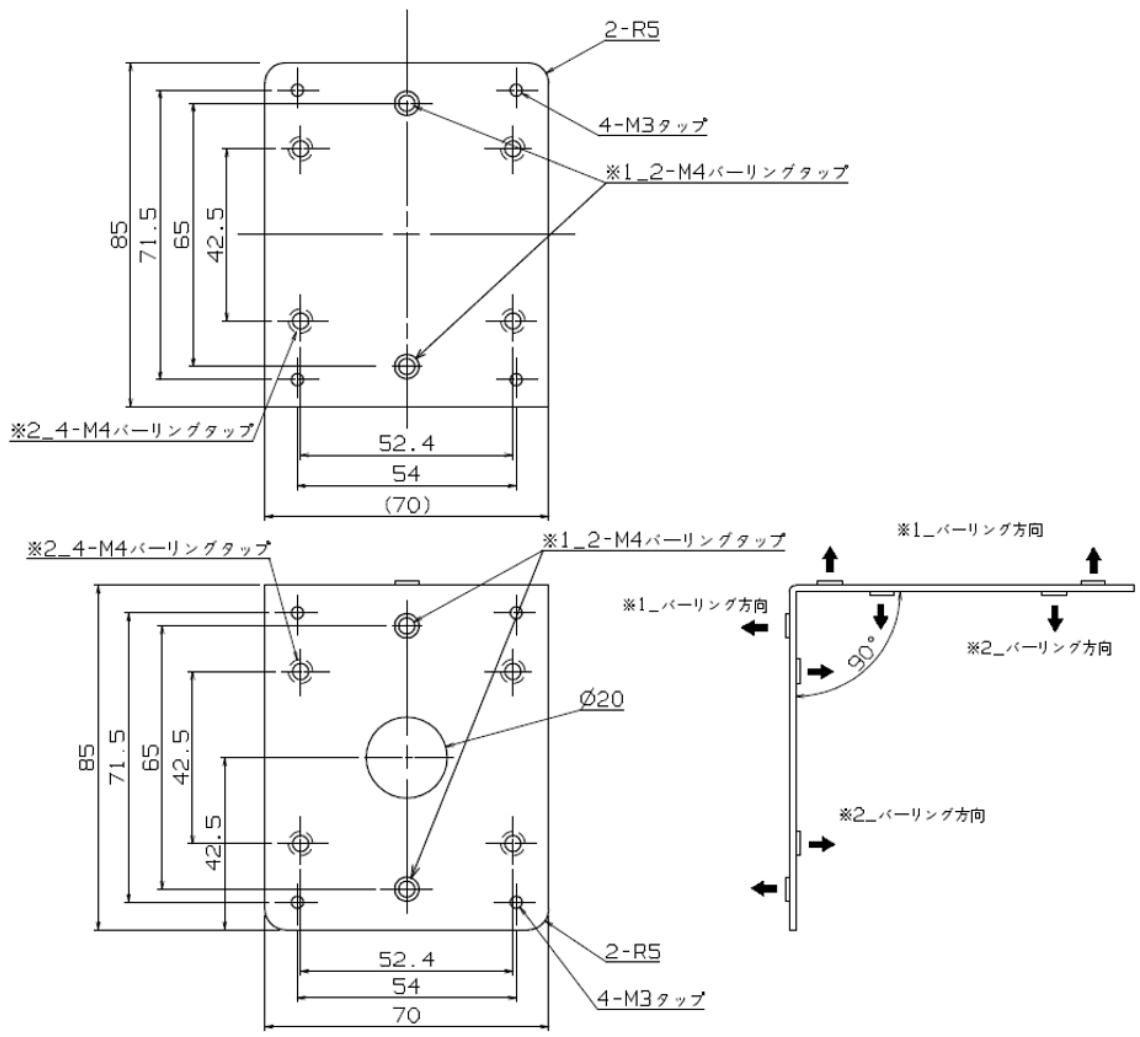 2-R5
4-M3タップ
※1_2-M4バーリングタップ
85
71.5
65
42.5
※2_4-M4バーリングタップ
52.4
54
(70)
※2_4-M4バーリングタップ
※1_2-M4バーリングタップ
※1_バーリング方向
※1_バーリング方向
※2_バーリング方向
90°
Ø20
85
71.5
65
42.5
42.5
※2_バーリング方向
2-R5
52.4
54
4-M3タップ
70